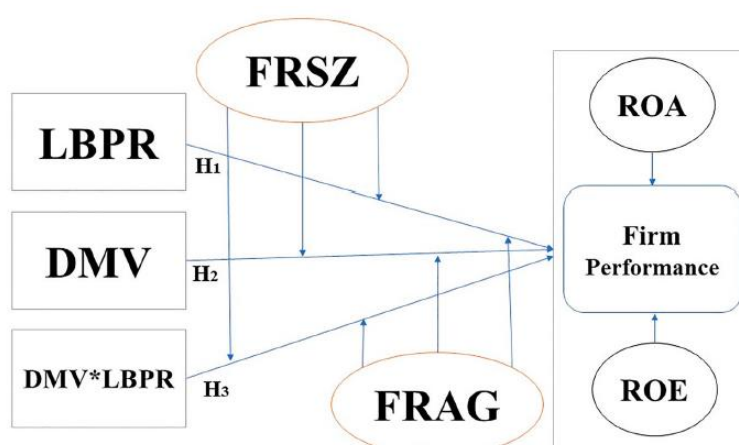 FRSZ
ROA
LBPR
H1
Firm
Performance
DMV
H2
DMV*LBPR
H3
FRAG
ROE